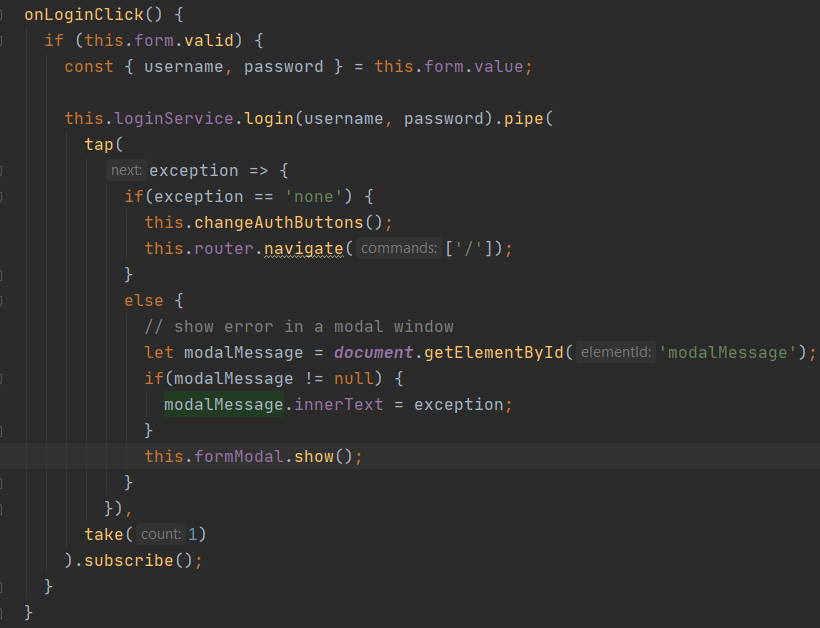 onLoginClick() {
if (this.form.valid) {
const { username, password } = this.form.value;
this.loginService.login(username, password).pipe(
tap(
next: exception => {
if(exception == 'none') {
this.changeAuthButtons();
this.router.navigate( commands: ['/']);
}
else {
// show error in a modal window
let modalMessage = document.getElementById( elementId: 'modalMessage');
if(modalMessage != null) {
modalMessage.innerText = exception;
}
this.formModal.show();
}
}),
take( count: 1)
).subscribe();
}
}